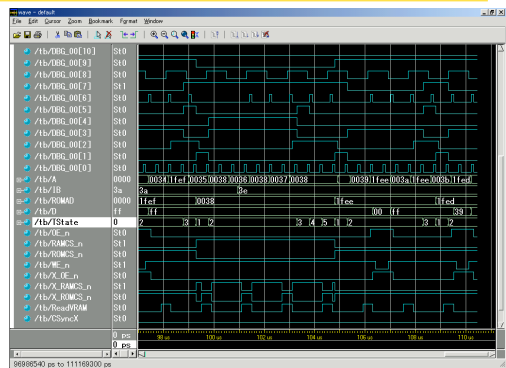 wave - default
File Edit Cursor Zoom Bookmark Format Window
/tb/DBG_00[10] St0
/tb/DBG_00[9] St0
/tb/DBG_00[8] St0
/tb/DBG_00[7] St1
/tb/DBG_00[6] St0
/tb/DBG_00[5] St0
/tb/DBG_00[4] St0
/tb/DBG_00[3] St0
/tb/DBG_00[2] St0
/tb/DBG_00[1] St0
/tb/DBG_00[0] St0
/tb/A 0000 0034 1fef 0035 0038 0036 0038 0037 0038 0039 1fee 003a 1fee 003b 1fed
/tb/IB 3a 3a 3e
/tb/ROMAD 0000 1fef 0038 1fee 1fed
/tb/D ff ff 00 ff 39
/tb/TState 0 2 3 1 2 3 4 5 1 2 3 1 2
/tb/OE_n St0
/tb/RAMCS_n St1
/tb/ROMCS_n St0
/tb/WE_n St1
/tb/X_OE_n St0
/tb/X_RAMCS_n St1
/tb/X_ROMCS_n St0
/tb/ReadVRAM St0
/tb/CSyncX St0
0 ps 98 us 100 us 102 us 104 us 106 us 108 us 110 us
0 ps
96986540 ps to 111169300 ps